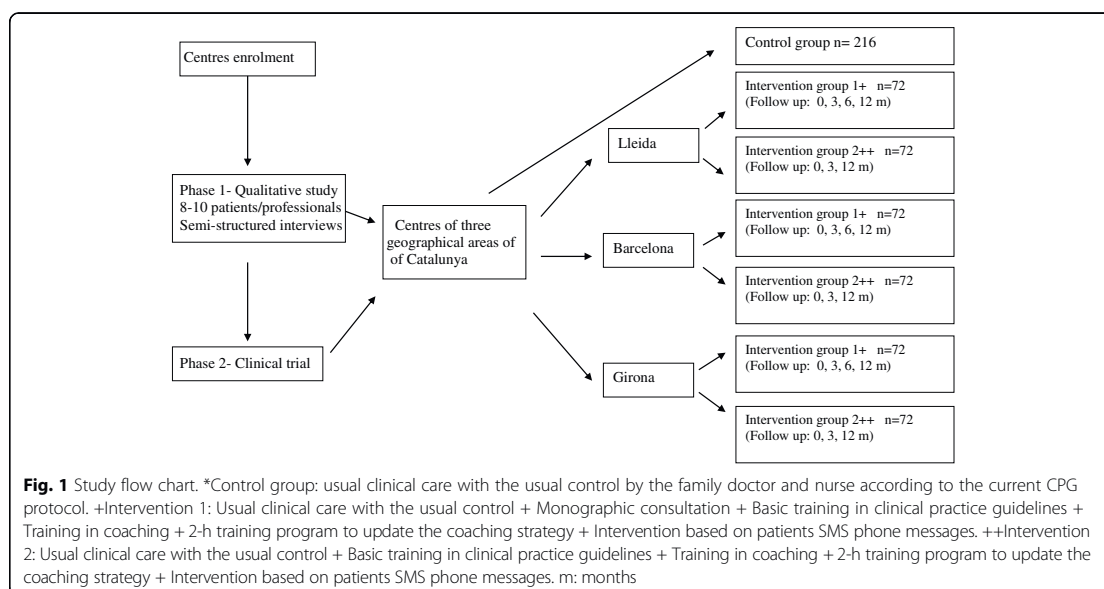 Centres enrolment
Phase 1- Qualitative study
8-10 patients/professionals
Semi-structured interviews
Phase 2- Clinical trial
Centres of three
geographical areas of
of Catalunya
Lleida
Barcelona
Girona
Control group n= 216
Intervention group 1+ n=72
(Follow up: 0, 3, 6, 12 m)
Intervention group 2++ n=72
(Follow up: 0, 3, 12 m)
Intervention group 1+ n=72
(Follow up: 0, 3, 6, 12 m)
Intervention group 2++ n=72
(Follow up: 0, 3, 12 m)
Intervention group 1+ n=72
(Follow up: 0, 3, 6, 12 m)
Intervention group 2++ n=72
(Follow up: 0, 3, 12 m)
Fig. 1 Study flow chart. *Control group: usual clinical care with the usual control by the family doctor and nurse according to the current CPG
protocol. +Intervention 1: Usual clinical care with the usual control + Monographic consultation + Basic training in clinical practice guidelines +
Training in coaching + 2-h training program to update the coaching strategy + Intervention based on patients SMS phone messages. ++Intervention
2: Usual clinical care with the usual control + Basic training in clinical practice guidelines + Training in coaching + 2-h training program to update the
coaching strategy + Intervention based on patients SMS phone messages. m: months